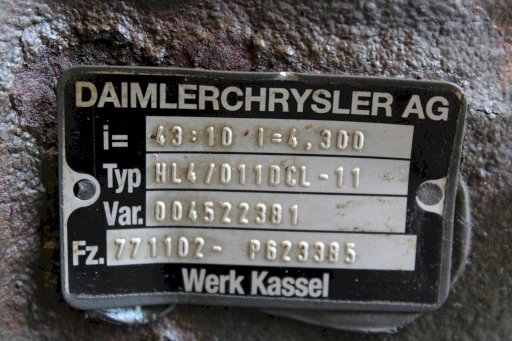 DAIMLERCHRYSLER AG
i= 43:10 I=4,300
Typ HL4/011DCL-11
Var. 004522381
Fz. 771102- P623385
Werk Kassel